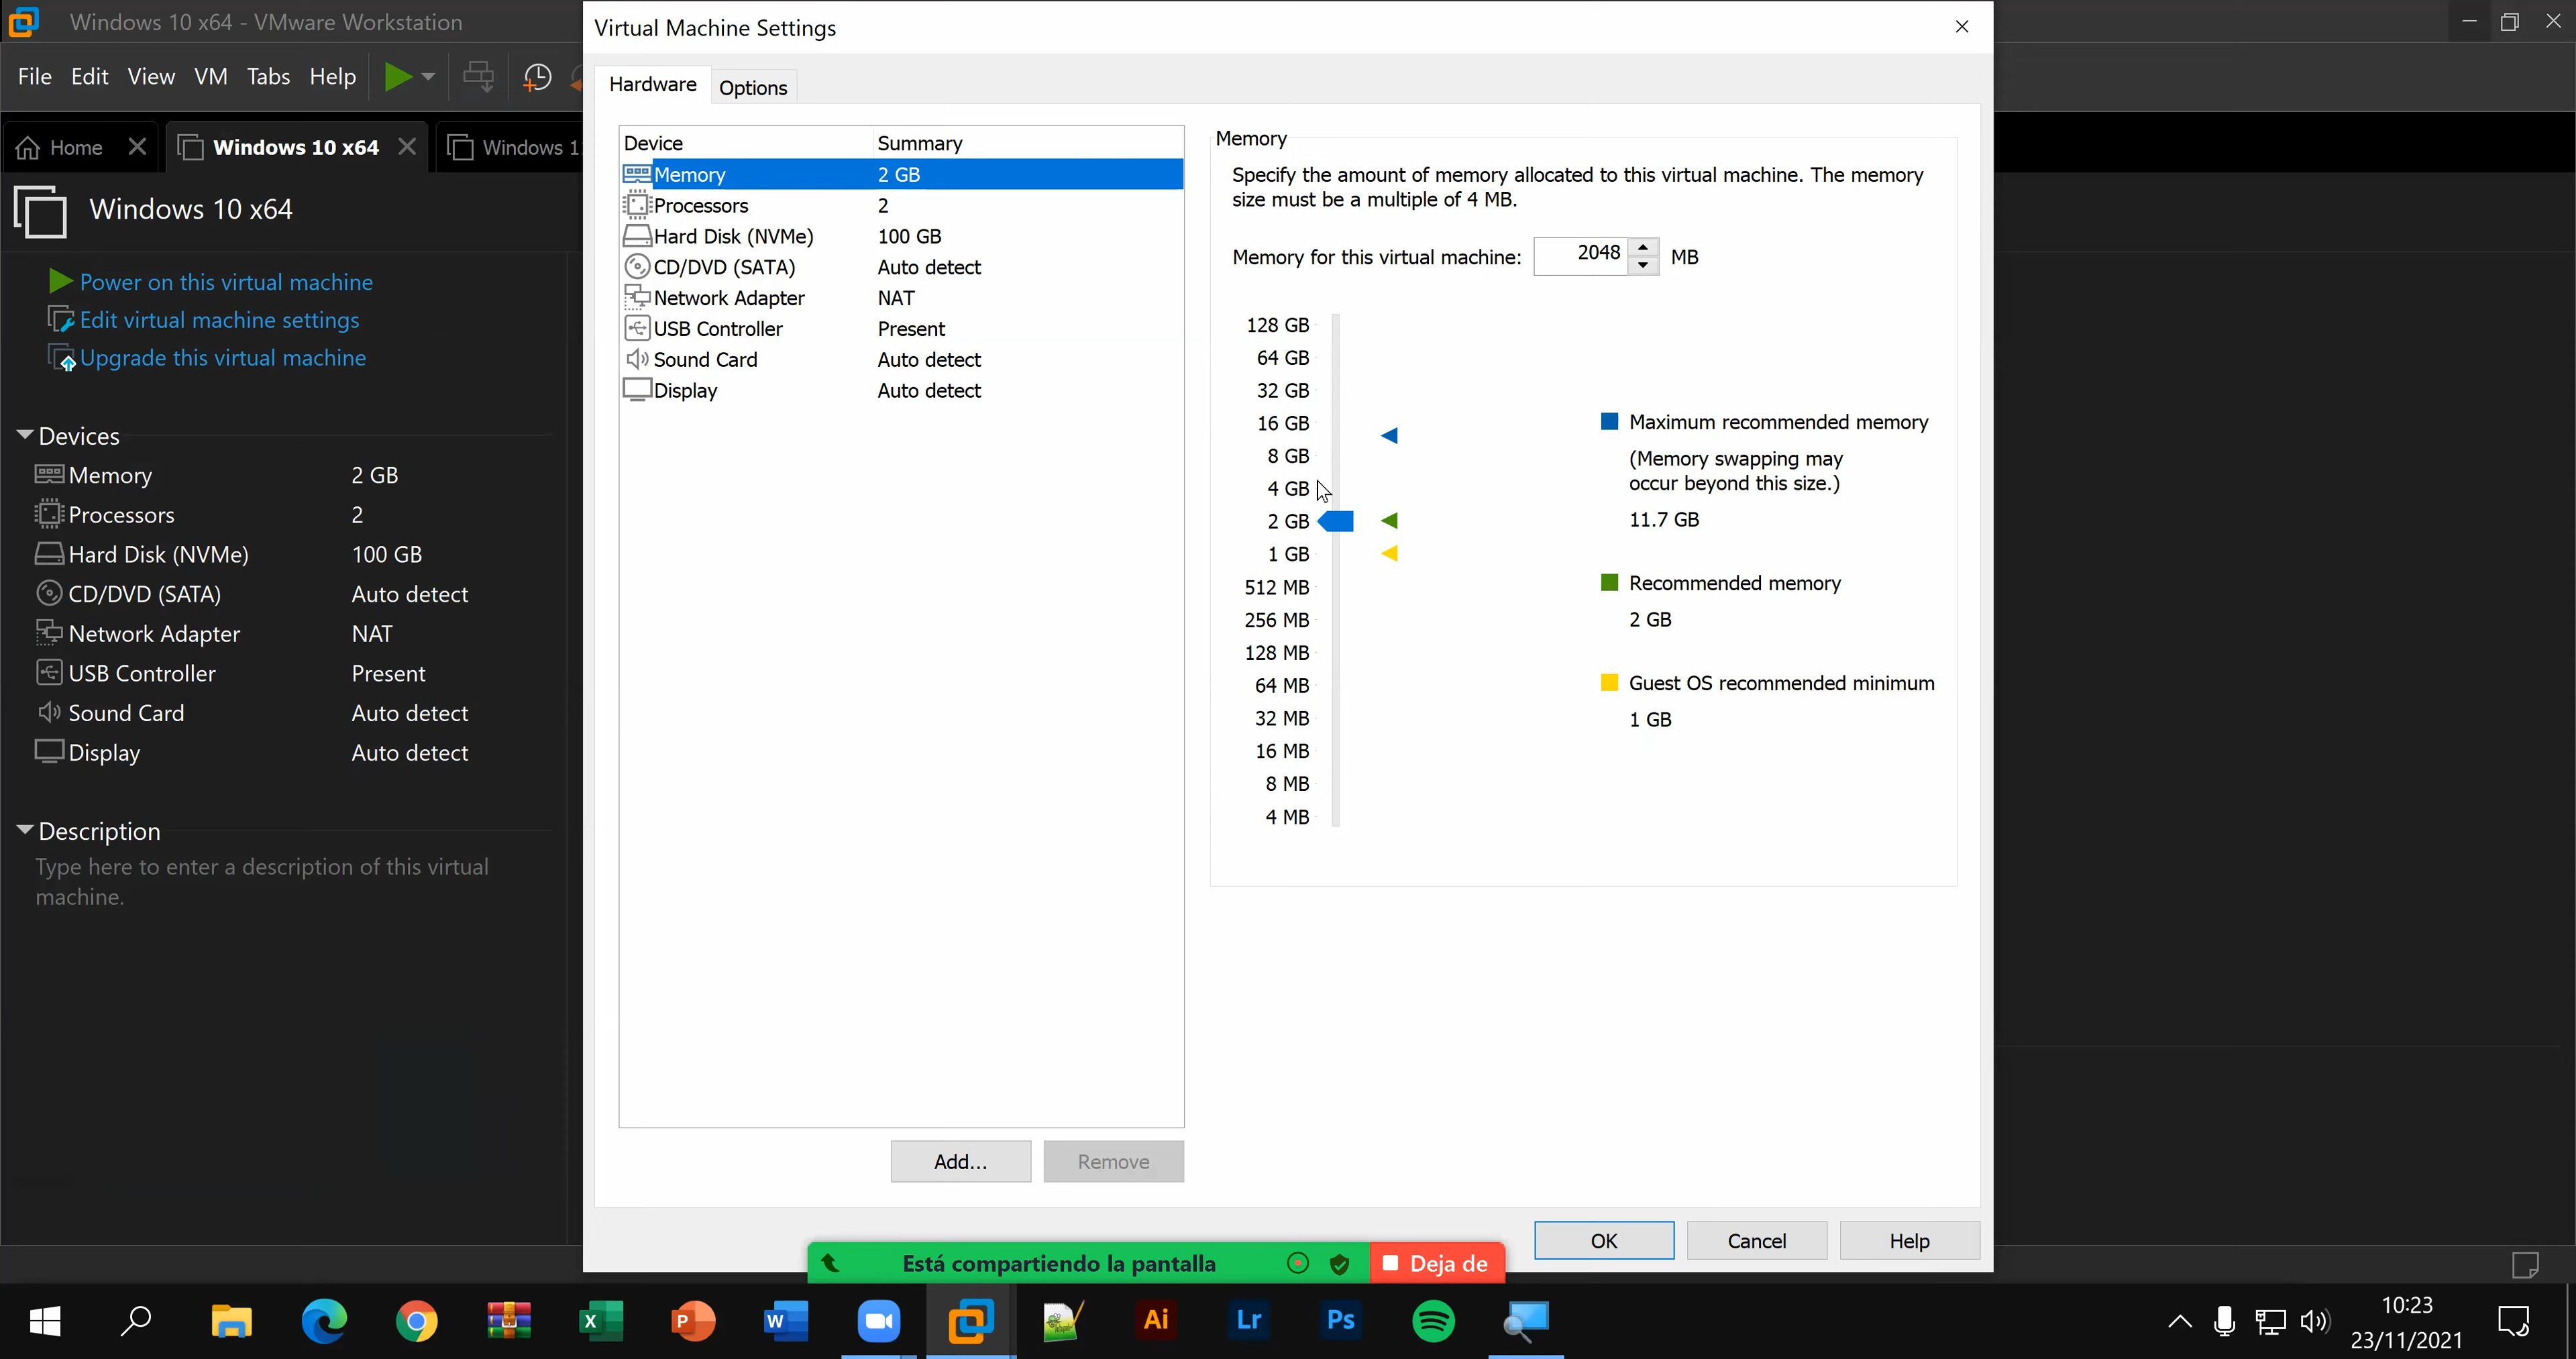 Windows 10 x64 - VMware Workstation
File Edit View VM Tabs Help
Home
Windows 10 x64
Windows 1
Windows 10 x64
Power on this virtual machine
Edit virtual machine settings
Upgrade this virtual machine
Devices
Memory 2 GB
Processors 2
Hard Disk (NVMe) 100 GB
CD/DVD (SATA) Auto detect
Network Adapter NAT
USB Controller Present
Sound Card Auto detect
Display Auto detect
Description
Type here to enter a description of this virtual
machine.
Virtual Machine Settings
Hardware Options
Device Summary
Memory 2 GB
Processors 2
Hard Disk (NVMe) 100 GB
CD/DVD (SATA) Auto detect
Network Adapter NAT
USB Controller Present
Sound Card Auto detect
Display Auto detect
Add...
Remove
Memory
Specify the amount of memory allocated to this virtual machine. The memory
size must be a multiple of 4 MB.
Memory for this virtual machine: 2048 MB
128 GB
64 GB
32 GB
16 GB
8 GB
4 GB
2 GB
1 GB
512 MB
256 MB
128 MB
64 MB
32 MB
16 MB
8 MB
4 MB
Maximum recommended memory
(Memory swapping may
occur beyond this size.)
11.7 GB
Recommended memory
2 GB
Guest OS recommended minimum
1 GB
OK
Cancel
Help
Está compartiendo la pantalla
Deja de
X
P
W
Ai
Lr
Ps
10:23
23/11/2021